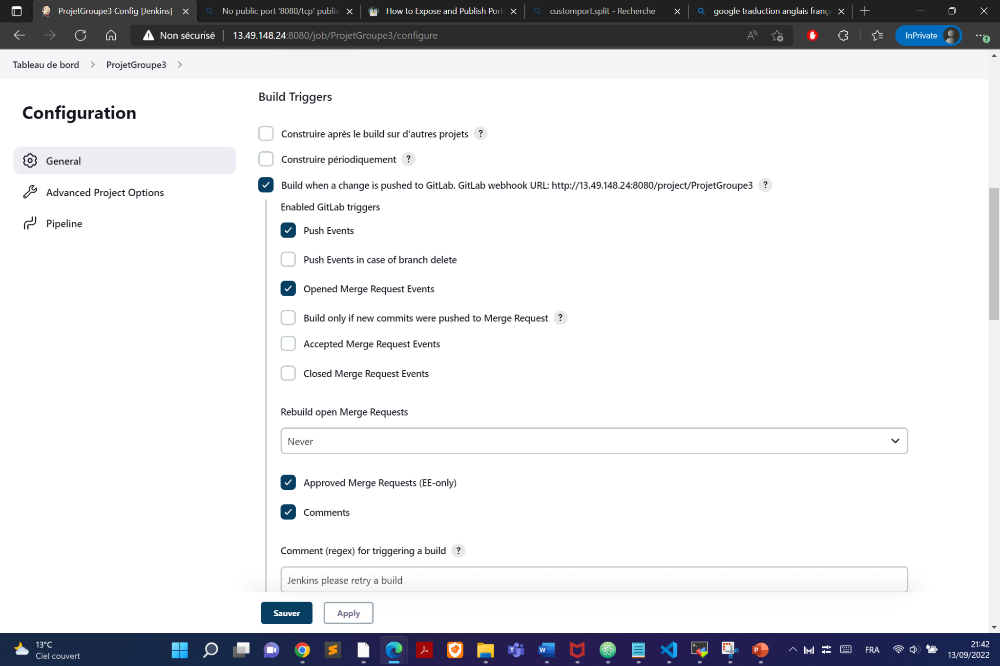 ProjetGroupe3 Config [Jenkins]
No public port '8080/tcp' publis
How to Expose and Publish Port
customport.split - Recherche
google traduction anglais frança
Non sécurisé
13.49.148.24:8080/job/ProjetGroupe3/configure
InPrivate
Tableau de bord
ProjetGroupe3
Configuration
General
Advanced Project Options
Pipeline
Build Triggers
Construire après le build sur d'autres projets ?
Construire périodiquement ?
Build when a change is pushed to GitLab. GitLab webhook URL: http://13.49.148.24:8080/project/ProjetGroupe3 ?
Enabled GitLab triggers
Push Events
Push Events in case of branch delete
Opened Merge Request Events
Build only if new commits were pushed to Merge Request ?
Accepted Merge Request Events
Closed Merge Request Events
Rebuild open Merge Requests
Never
Approved Merge Requests (EE-only)
Comments
Comment (regex) for triggering a build ?
Jenkins please retry a build
Sauver
Apply
13°C
Ciel couvert
FRA
21:42
13/09/2022